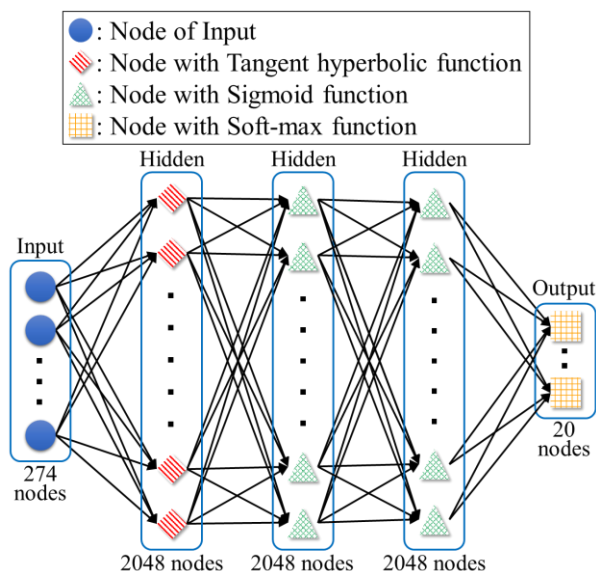 : Node of Input
: Node with Tangent hyperbolic function
: Node with Sigmoid function
: Node with Soft-max function
Hidden Hidden Hidden
Input
Output
20
nodes
274
nodes
2048 nodes 2048 nodes 2048 nodes